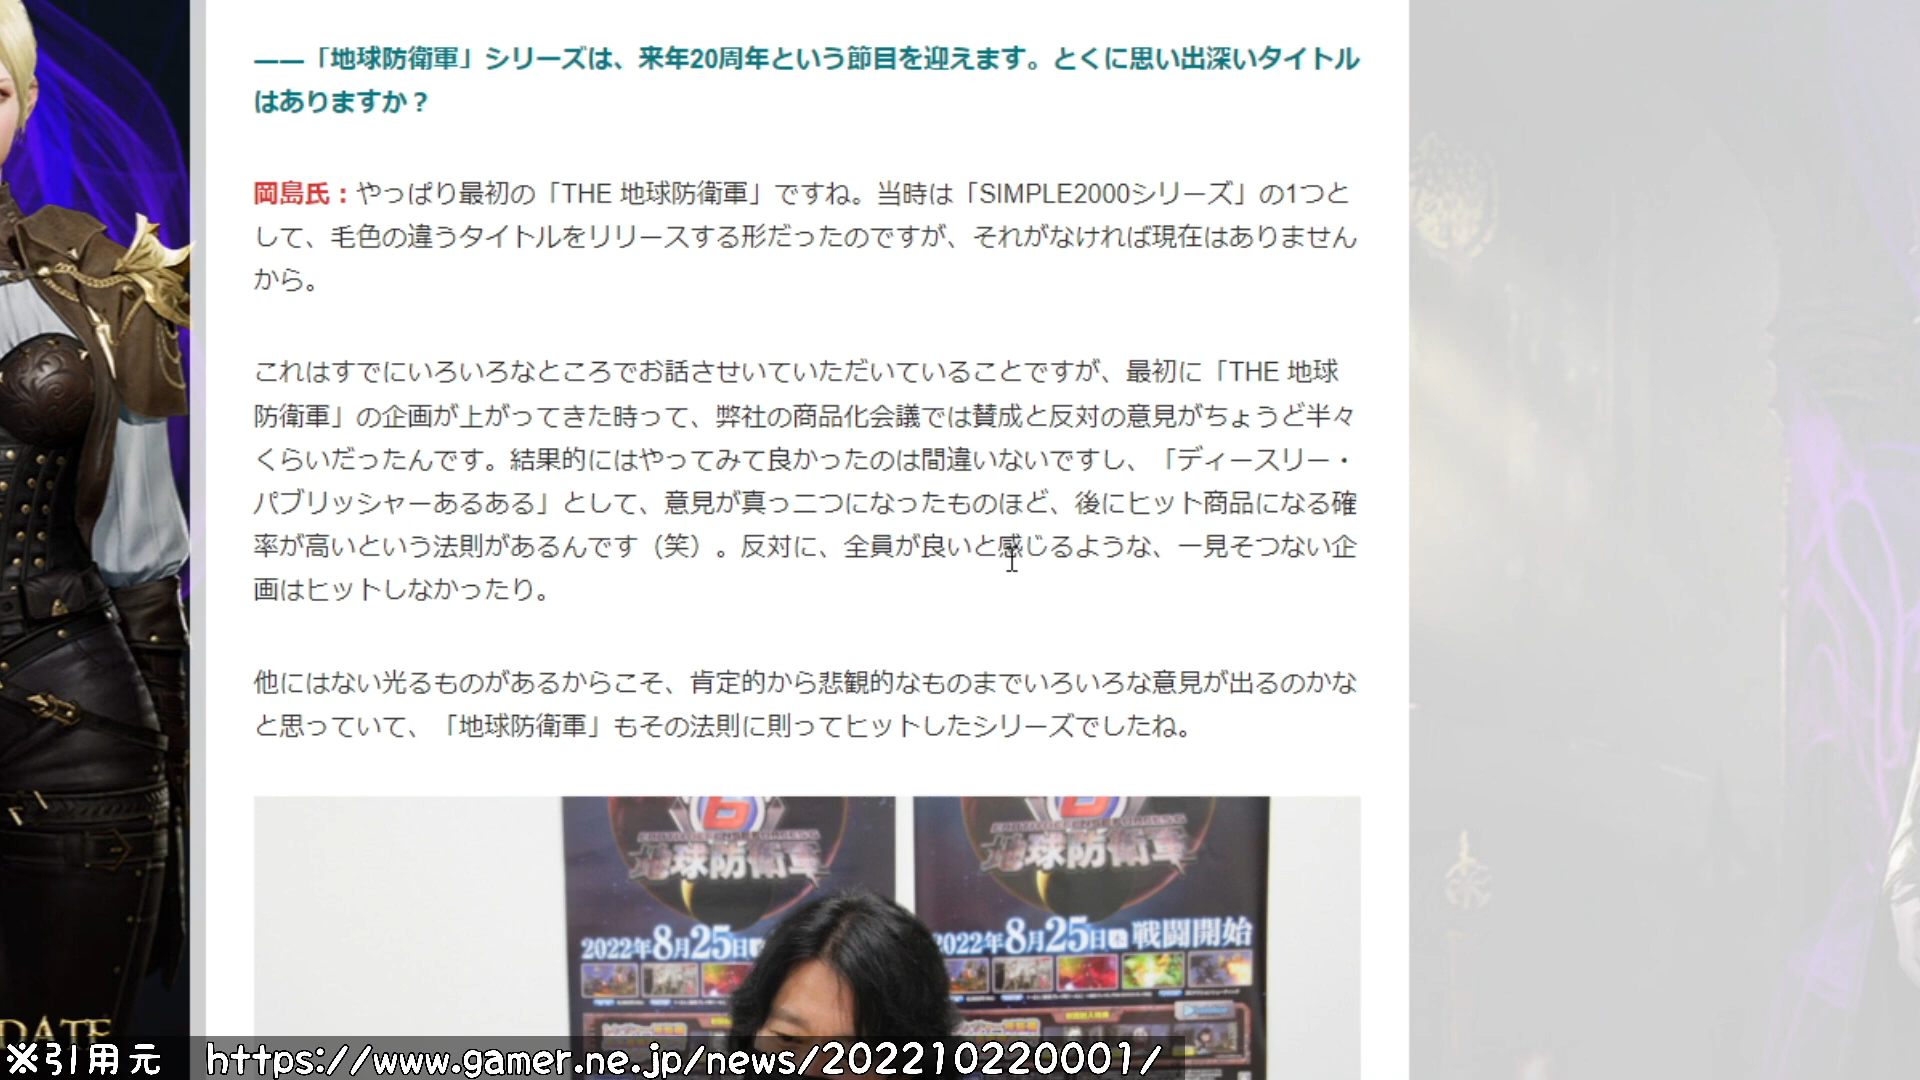 ――「地球防衛軍」シリーズは、来年20周年という節目を迎えます。とくに思い出深いタイトル
はありますか？
岡島氏：やっぱり最初の「THE 地球防衛軍」ですね。当時は「SIMPLE2000シリーズ」の1つと
して、毛色の違うタイトルをリリースする形だったのですが、それがなければ現在はありません
から。
これはすでにいろいろなところでお話させいていただいていることですが、最初に「THE 地球
防衛軍」の企画が上がってきた時って、弊社の商品化会議では賛成と反対の意見がちょうど半々
くらいだったんです。結果的にはやってみて良かったのは間違いないですし、「ディースリー・
パブリッシャーあるある」として、意見が真っ二つになったものほど、後にヒット商品になる確
率が高いという法則があるんです（笑）。反対に、全員が良いと感じるような、一見そつない企
画はヒットしなかったり。
他にはない光るものがあるからこそ、肯定的から悲観的なものまでいろいろな意見が出るのかな
と思っていて、「地球防衛軍」もその法則に則ってヒットしたシリーズでしたね。
6
6
地球防衛軍
地球防衛軍
2022年8月25日
2022年8月25日 戦闘開始
DATE
※引用元 https://www.gamer.ne.jp/news/202210220001/